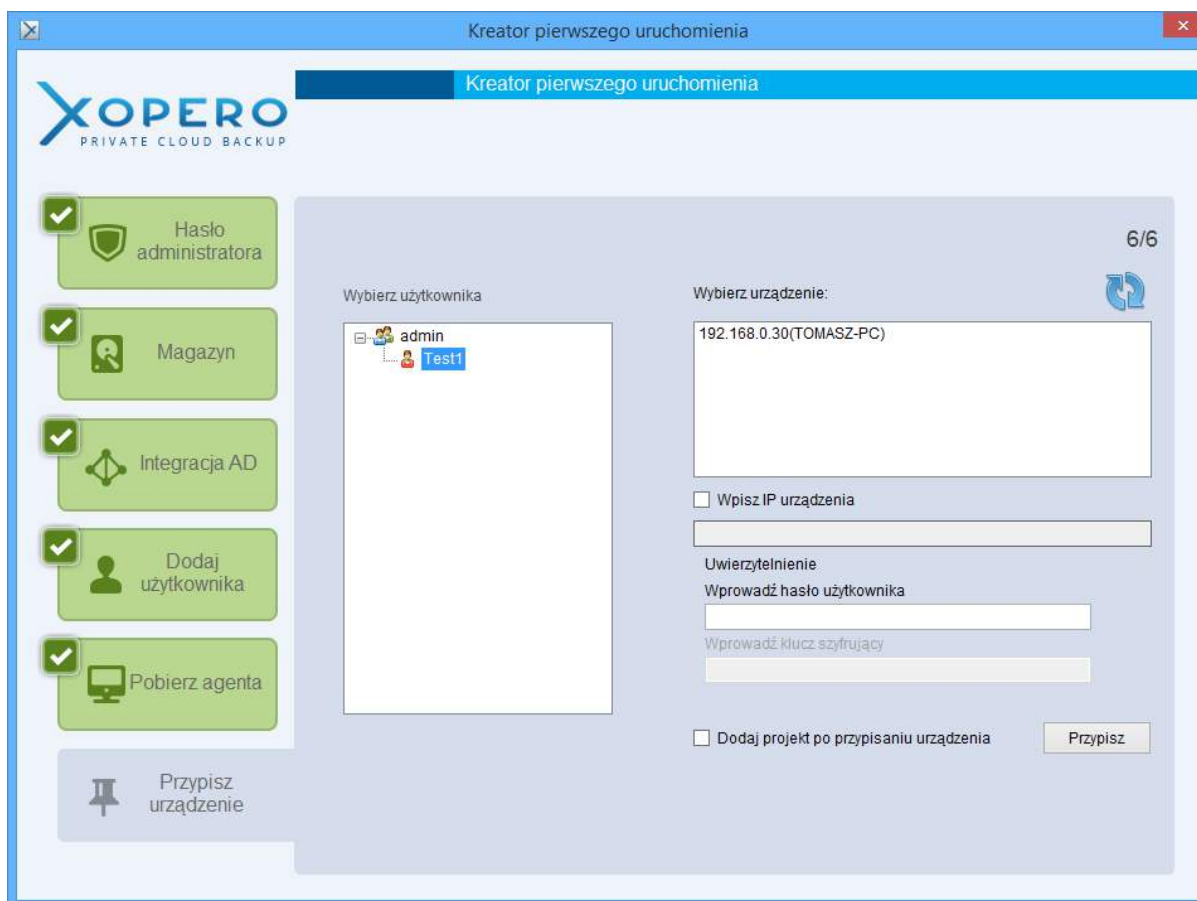 Kreator pierwszego uruchomienia
Kreator pierwszego uruchomienia
XOPERO
PRIVATE CLOUD BACKUP
Hasło
administratora
Magazyn
Integracja AD
Dodaj
użytkownika
Pobierz agenta
Przypisz
urządzenie
6/6
Wybierz użytkownika
admin
Test1
Wybierz urządzenie:
192.168.0.30(TOMASZ-PC)
Wpisz IP urządzenia
Uwierzytelnienie
Wprowadź hasło użytkownika
Wprowadź klucz szyfrujący
Dodaj projekt po przypisaniu urządzenia
Przypisz